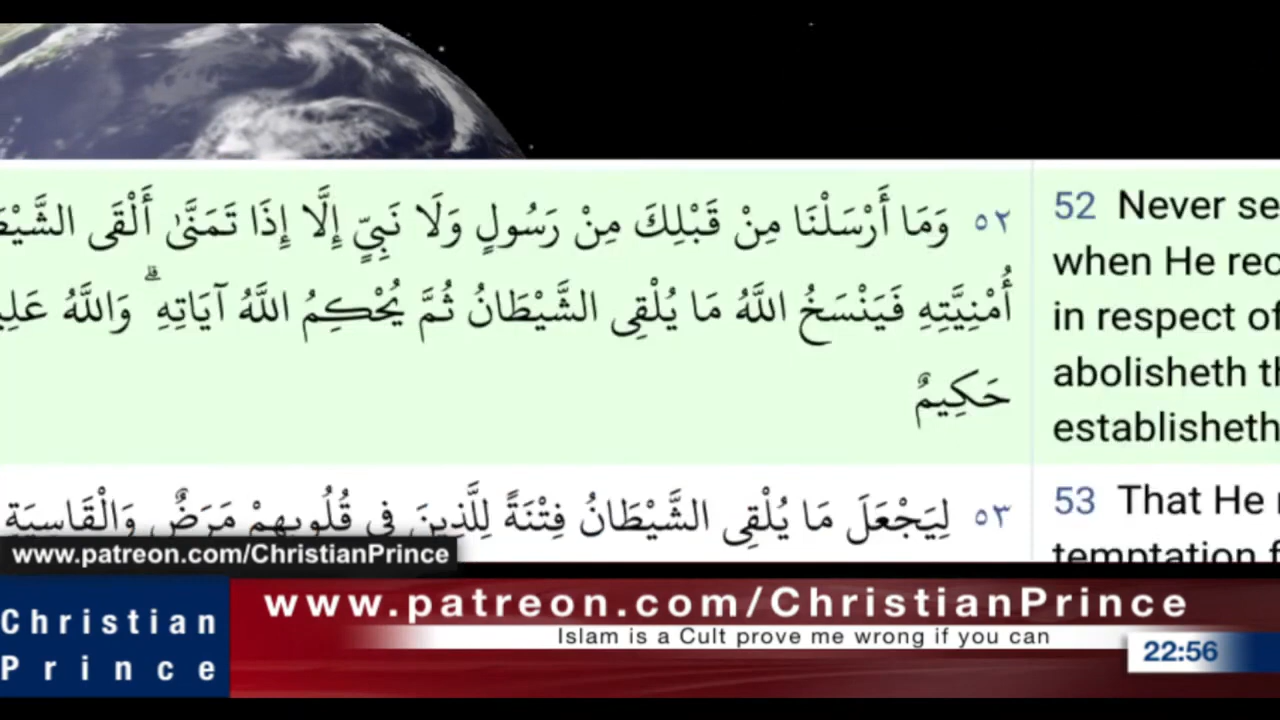 ٥٢ وَمَا أَرْسَلْنَا مِنْ قَبْلِكَ مِنْ رَسُولٍ وَلَا نَبِيٍّ إِلَّا إِذَا تَمَنَّىٰ أَلْقَى
أُمْنِيَّتِهِ فَيَنْسَخُ اللَّهُ مَا يُلْقِي الشَّيْطَانُ ثُمَّ يُحْكِمُ اللَّهُ آيَاتِهِ ۗ وَاللَّهُ
حَكِيمٌ
52 Never se
when He rec
in respect of
abolisheth th
establisheth
٥٣ لِيَجْعَلَ مَا يُلْقِي الشَّيْطَانُ فِتْنَةً لِلَّذِينَ فِي قُلُوبِهِمْ مَرَضٌ وَالْقَاسِيَةِ
53 That He
temptation f
www.patreon.com/ChristianPrince
Christian
Prince
www.patreon.com/ChristianPrince
Islam is a Cult prove me wrong if you can
22:56